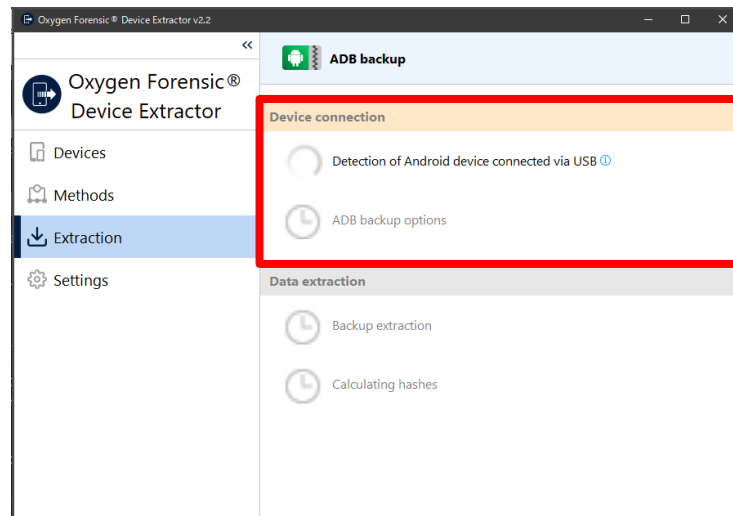 Oxygen Forensic® Device Extractor v2.2
«
Oxygen Forensic®
Device Extractor
Devices
Methods
Extraction
Settings
ADB backup
Device connection
Detection of Android device connected via USB
ADB backup options
Data extraction
Backup extraction
Calculating hashes